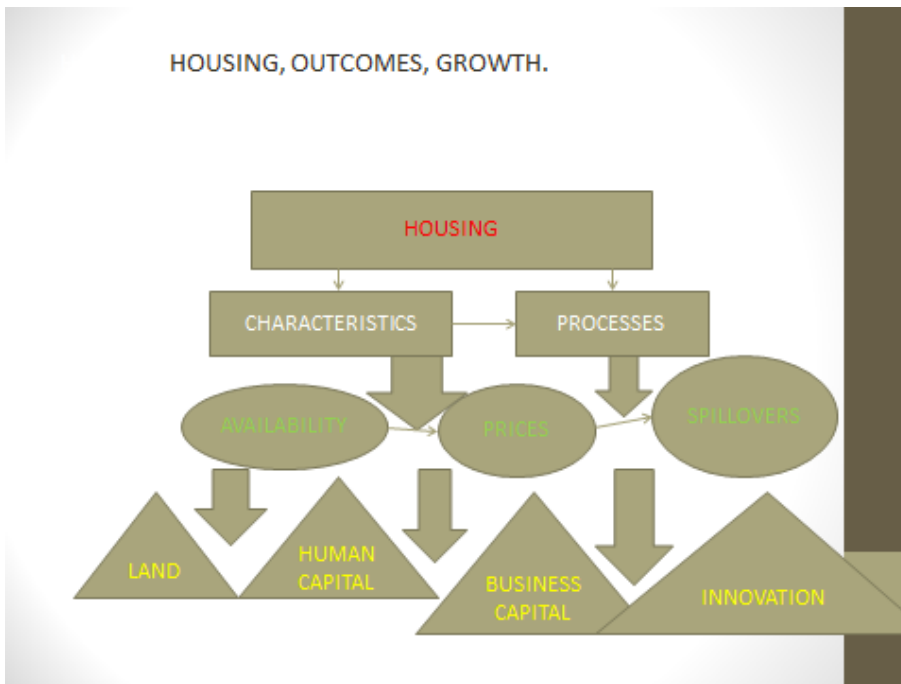 HOUSING, OUTCOMES, GROWTH.
HOUSING
CHARACTERISTICS
PROCESSES
AVAILABILITY
PRICES
SPILLOVERS
LAND
HUMAN
CAPITAL
BUSINESS
CAPITAL
INNOVATION